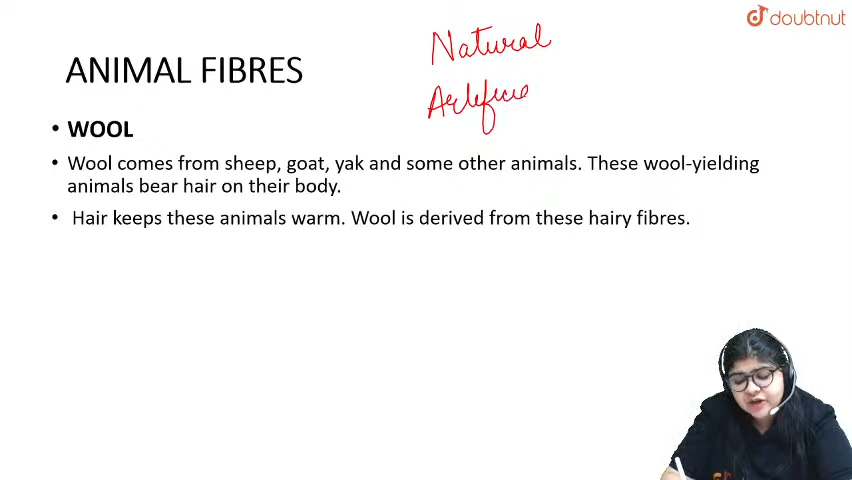 doubtnut
Natural
ANIMAL FIBRES
• WOOL
• Wool comes from sheep, goat, yak and some other animals. These wool-yielding
animals bear hair on their body.
• Hair keeps these animals warm. Wool is derived from these hairy fibres.